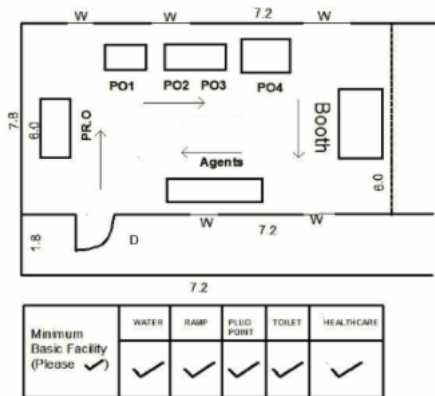 W W 7.2 W
PO1 PO2 PO3 PO4
7.8 6.0 PR.O Booth 6.0
Agents
W W
1.8 D 7.2
7.2
Minimum
Basic Facility
(Please ✓)
WATER RAMP PLUG POINT TOILET HEALTHCARE
✓ ✓ ✓ ✓ ✓